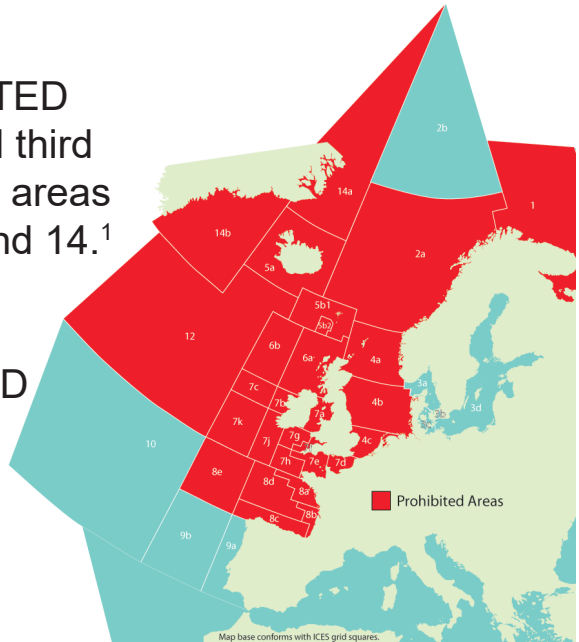 TED
l third
areas
nd 14.¹
D
2b
1
14a
14b
2a
5a
5b1
5b2
12
6b
6a
4a
3a
7c
7b
7a
4b
3b
3d
10
7k
7j
7g
4c
7h
7e
7d
8e
8d
8a
8b
8c
Prohibited Areas
9b
9a
Map base conforms with ICES grid squares.